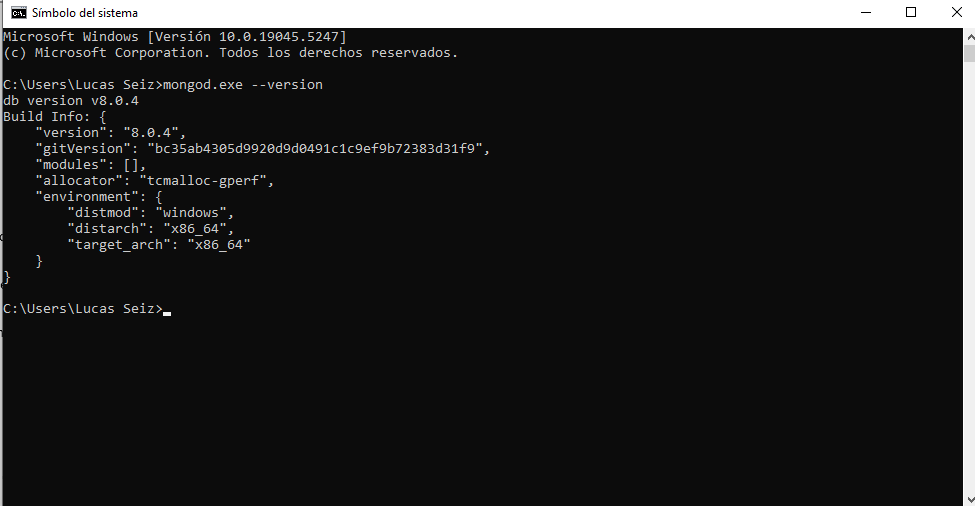 Símbolo del sistema
Microsoft Windows [Versión 10.0.19045.5247]
(c) Microsoft Corporation. Todos los derechos reservados.
C:\Users\Lucas Seiz>mongod.exe --version
db version v8.0.4
Build Info: {
    "version": "8.0.4",
    "gitVersion": "bc35ab4305d9920d9d0491c1c9ef9b72383d31f9",
    "modules": [],
    "allocator": "tcmalloc-gperf",
    "environment": {
        "distmod": "windows",
        "distarch": "x86_64",
        "target_arch": "x86_64"
    }
}
C:\Users\Lucas Seiz>